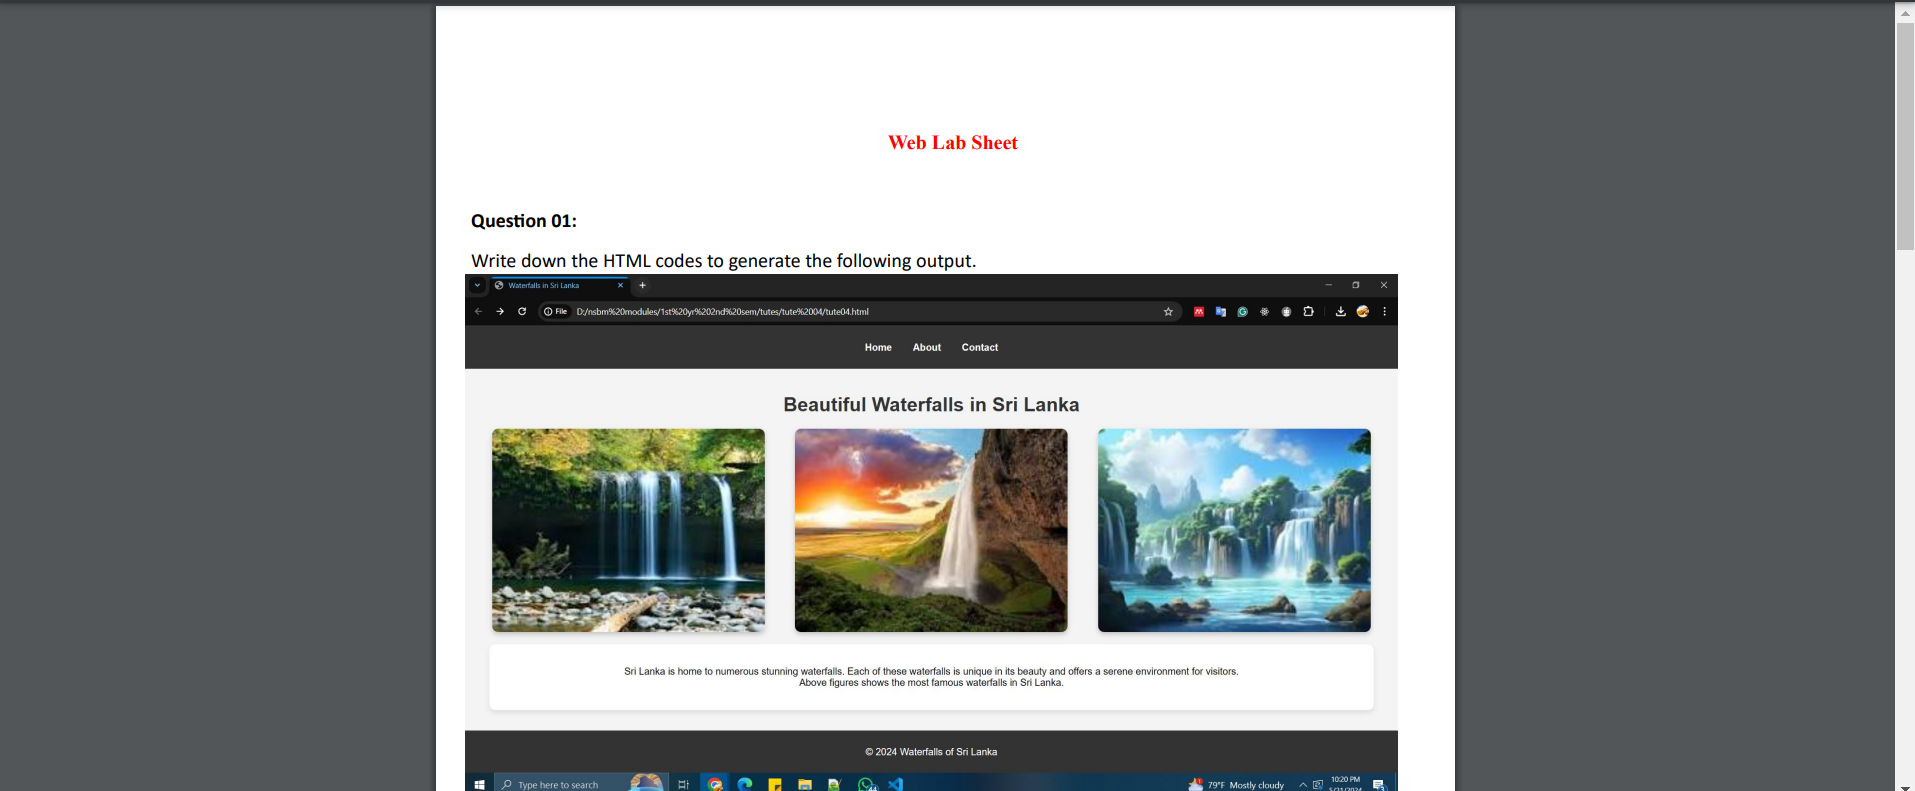 Web Lab Sheet
Question 01:
Write down the HTML codes to generate the following output.
Waterfalls in Sri Lanka
File D:/nsbm%20modules/1st%20yr%202nd%20sem/tutes/tute%2004/tute04.html
Home About Contact
Beautiful Waterfalls in Sri Lanka
Sri Lanka is home to numerous stunning waterfalls. Each of these waterfalls is unique in its beauty and offers a serene environment for visitors.
Above figures shows the most famous waterfalls in Sri Lanka.
© 2024 Waterfalls of Sri Lanka
Type here to search
44
79°F Mostly cloudy
10:20 PM
5/21/2024